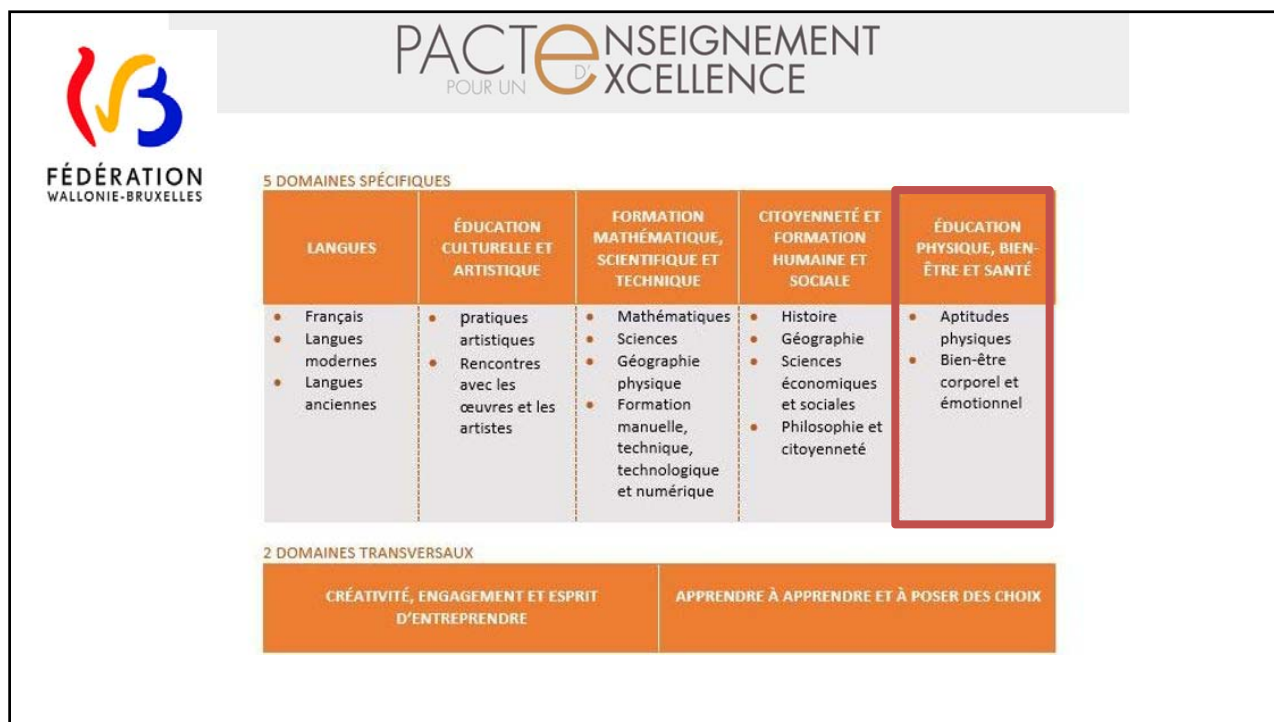 PACTe NSEIGNEMENT
POUR UN D'XCELLENCE
FÉDÉRATION
WALLONIE-BRUXELLES
5 DOMAINES SPÉCIFIQUES
LANGUES
ÉDUCATION
CULTURELLE ET
ARTISTIQUE
FORMATION
MATHÉMATIQUE,
SCIENTIFIQUE ET
TECHNIQUE
CITOYENNETÉ ET
FORMATION
HUMAINE ET
SOCIALE
ÉDUCATION
PHYSIQUE, BIEN-
ÊTRE ET SANTÉ
• Français
• Langues
modernes
• Langues
anciennes
• pratiques
artistiques
• Rencontres
avec les
œuvres et les
artistes
• Mathématiques
• Sciences
• Géographie
physique
• Formation
manuelle,
technique,
technologique
et numérique
• Histoire
• Géographie
• Sciences
économiques
et sociales
• Philosophie et
citoyenneté
• Aptitudes
physiques
• Bien-être
corporel et
émotionnel
2 DOMAINES TRANSVERSAUX
CRÉATIVITÉ, ENGAGEMENT ET ESPRIT
D'ENTREPRENDRE
APPRENDRE À APPRENDRE ET À POSER DES CHOIX